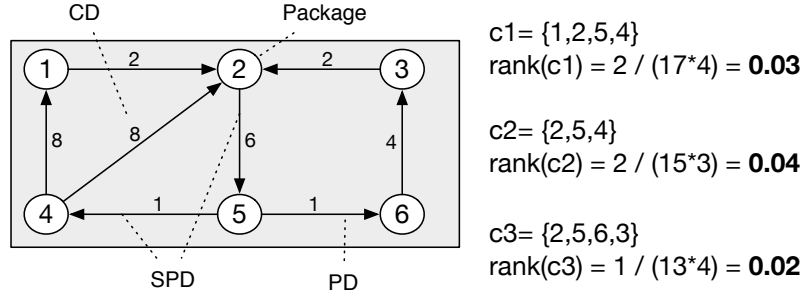 CD
Package
1
2
2
2
3
8
8
6
4
4
1
5
1
6
SPD
PD
c1= {1,2,5,4}
rank(c1) = 2 / (17*4) = 0.03
c2= {2,5,4}
rank(c2) = 2 / (15*3) = 0.04
c3= {2,5,6,3}
rank(c3) = 1 / (13*4) = 0.02